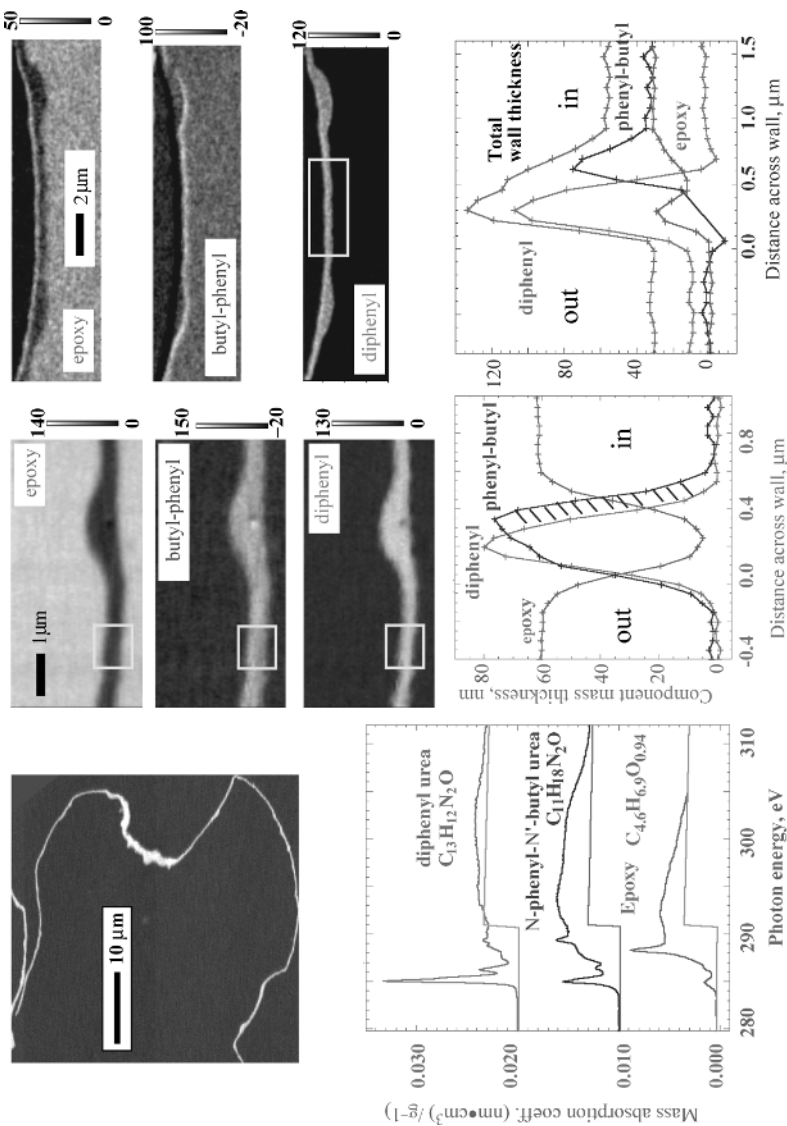 10 μm
1μm
epoxy
140
0
butyl-phenyl
150
-20
diphenyl
130
0
epoxy
2μm
50
0
butyl-phenyl
100
-20
diphenyl
120
0
Mass absorption coeff. (nm•cm³/g⁻¹)
0.030
0.020
0.010
0.000
diphenyl urea
C₁₃H₁₂N₂O
N-phenyl-N'-butyl urea
C₁₁H₁₈N₂O
Epoxy C₄.₆H₆.₉O₀.₉₄
280
290
300
310
Photon energy, eV
Component mass thickness, nm
80
60
40
20
0
epoxy
diphenyl
phenyl-butyl
out
in
-0.4
0.0
0.4
0.8
Distance across wall, μm
120
80
40
0
diphenyl
Total
wall thickness
out
in
phenyl-butyl
epoxy
0.0
0.5
1.0
1.5
Distance across wall, μm